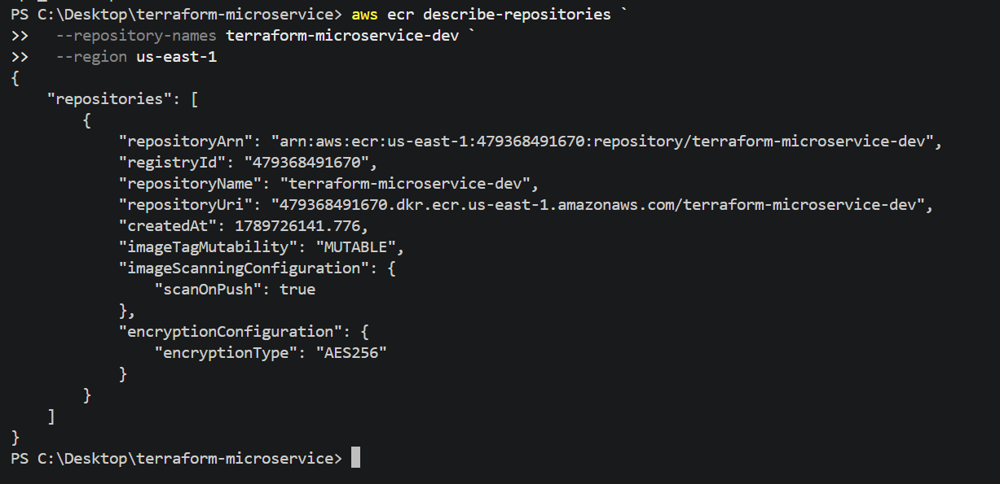 PS C:\Desktop\terraform-microservice> aws ecr describe-repositories `
>>   --repository-names terraform-microservice-dev `
>>   --region us-east-1
{
    "repositories": [
        {
            "repositoryArn": "arn:aws:ecr:us-east-1:479368491670:repository/terraform-microservice-dev",
            "registryId": "479368491670",
            "repositoryName": "terraform-microservice-dev",
            "repositoryUri": "479368491670.dkr.ecr.us-east-1.amazonaws.com/terraform-microservice-dev",
            "createdAt": 1789726141.776,
            "imageTagMutability": "MUTABLE",
            "imageScanningConfiguration": {
                "scanOnPush": true
            },
            "encryptionConfiguration": {
                "encryptionType": "AES256"
            }
        }
    ]
}
PS C:\Desktop\terraform-microservice>